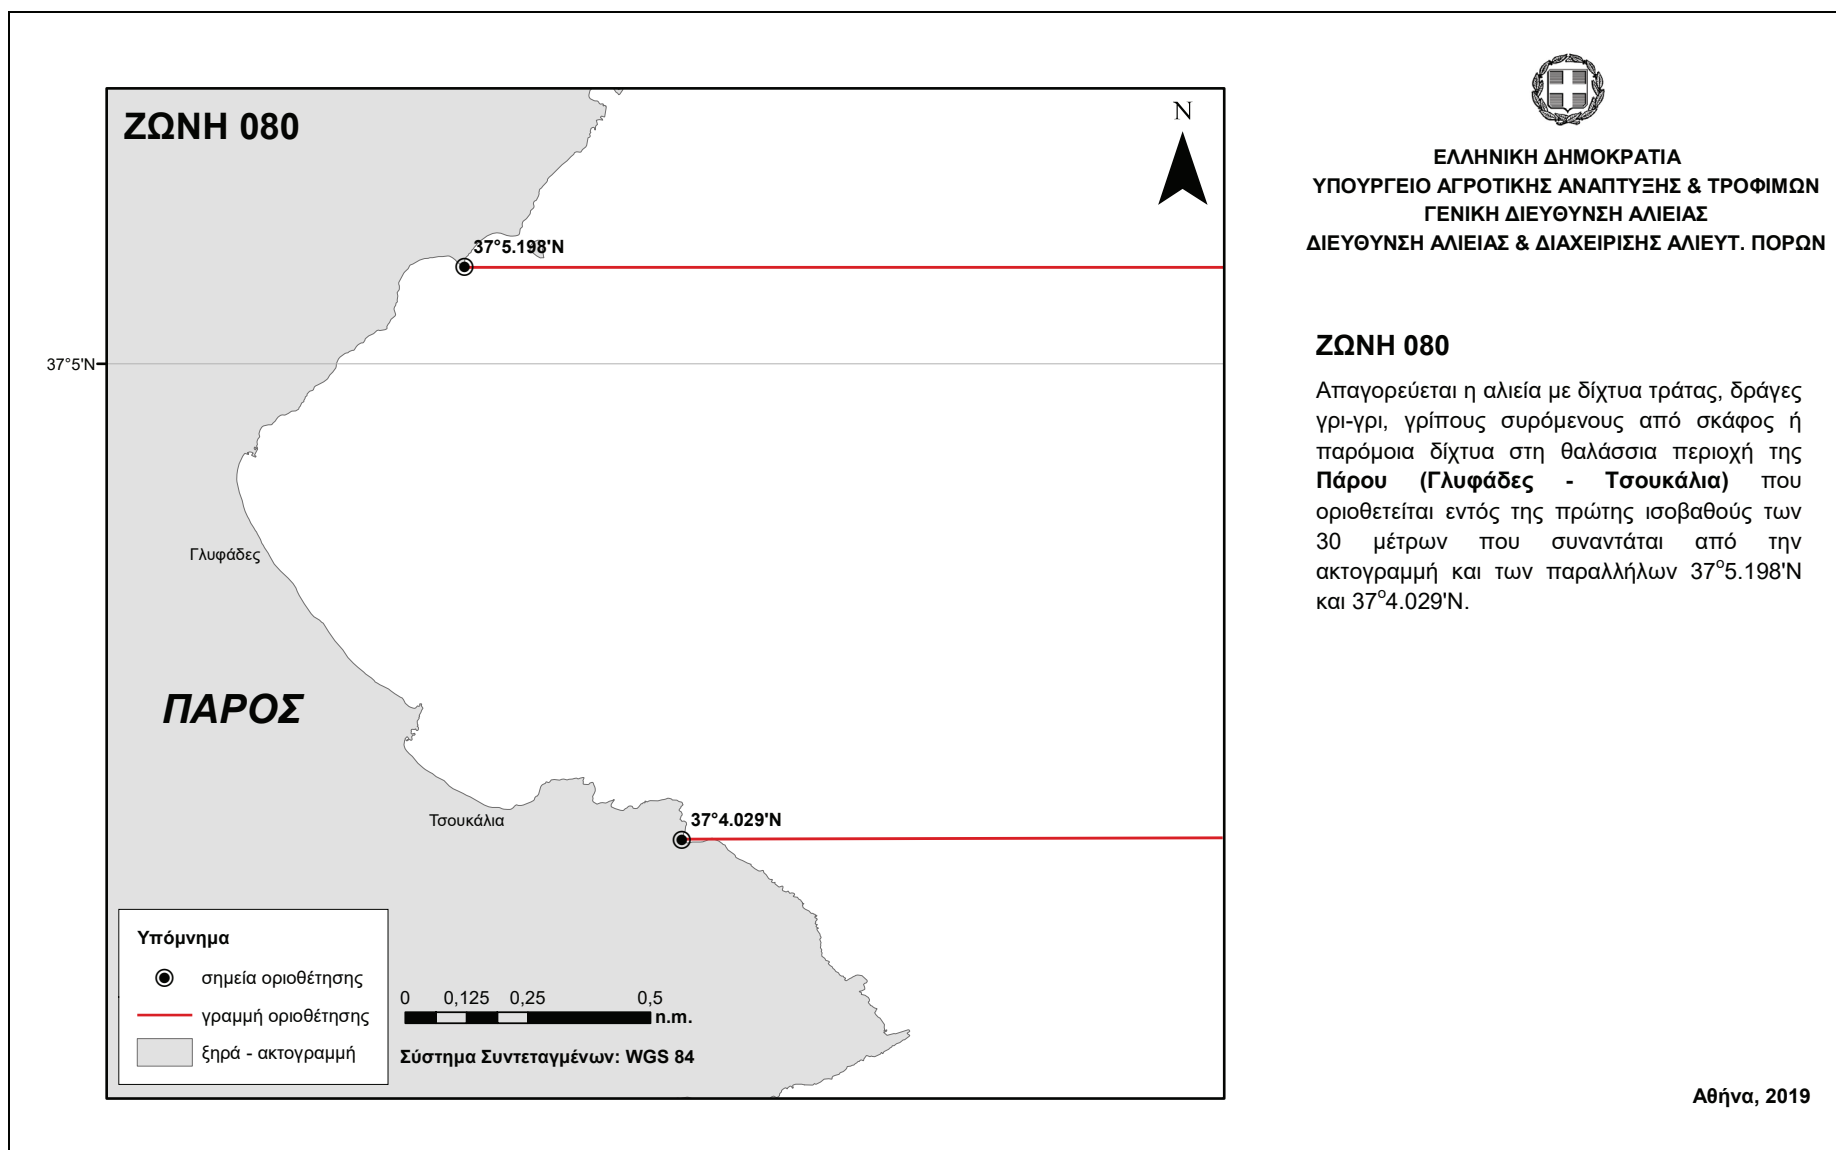 ΖΩΝΗ 080
N
37°5.198'N
37°5'N
Γλυφάδες
ΠΑΡΟΣ
Τσουκάλια
37°4.029'N
Υπόμνημα
σημεία οριοθέτησης
γραμμή οριοθέτησης
ξηρά - ακτογραμμή
0 0,125 0,25 0,5
n.m.
Σύστημα Συντεταγμένων: WGS 84
ΕΛΛΗΝΙΚΗ ΔΗΜΟΚΡΑΤΙΑ
ΥΠΟΥΡΓΕΙΟ ΑΓΡΟΤΙΚΗΣ ΑΝΑΠΤΥΞΗΣ & ΤΡΟΦΙΜΩΝ
ΓΕΝΙΚΗ ΔΙΕΥΘΥΝΣΗ ΑΛΙΕΙΑΣ
ΔΙΕΥΘΥΝΣΗ ΑΛΙΕΙΑΣ & ΔΙΑΧΕΙΡΙΣΗΣ ΑΛΙΕΥΤ. ΠΟΡΩΝ
ΖΩΝΗ 080
Απαγορεύεται η αλιεία με δίχτυα τράτας, δράγες
γρι-γρι, γρίπους συρόμενους από σκάφος ή
παρόμοια δίχτυα στη θαλάσσια περιοχή της
Πάρου (Γλυφάδες - Τσουκάλια) που
οριοθετείται εντός της πρώτης ισοβαθούς των
30 μέτρων που συναντάται από την
ακτογραμμή και των παραλλήλων 37°5.198'N
και 37°4.029'N.
Αθήνα, 2019